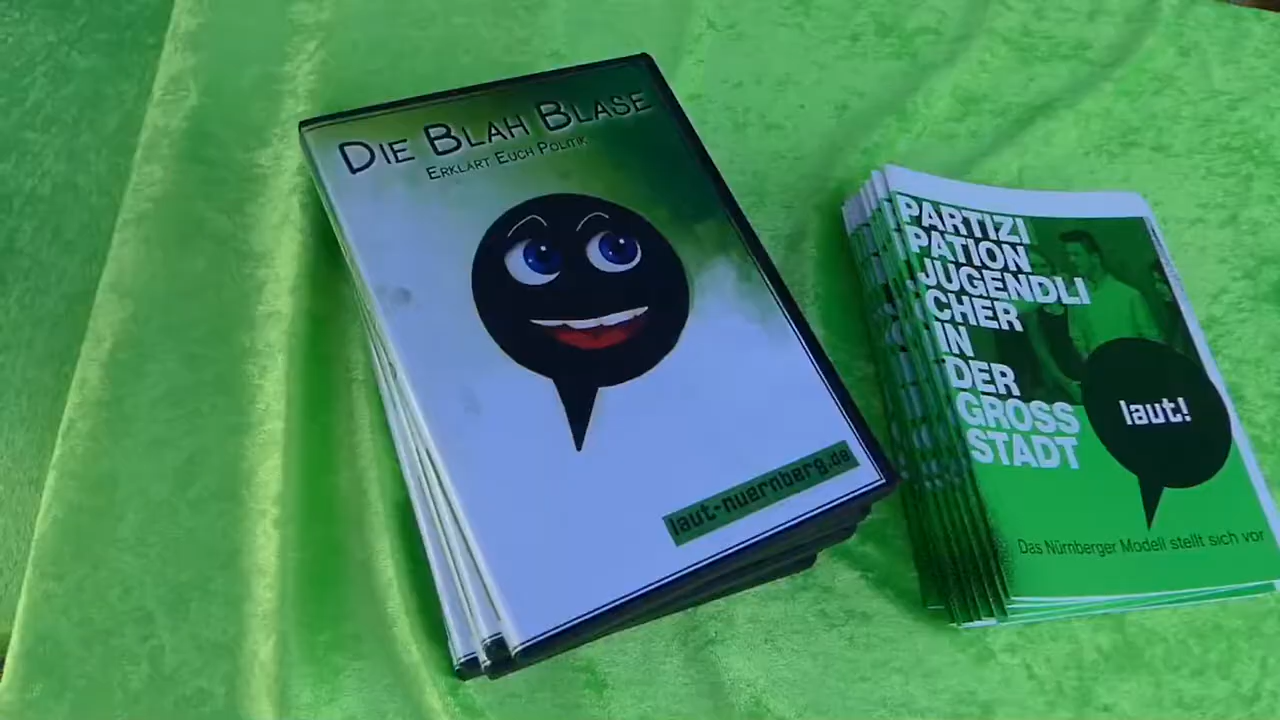 DIE BLAH BLASE
ERKLÄRT EUCH POLITIK
laut-nuernberg.de
PARTIZI
PATION
JUGENDLI
CHER
IN
DER
GROSS
STADT
laut!
Das Nürnberger Modell stellt sich vor